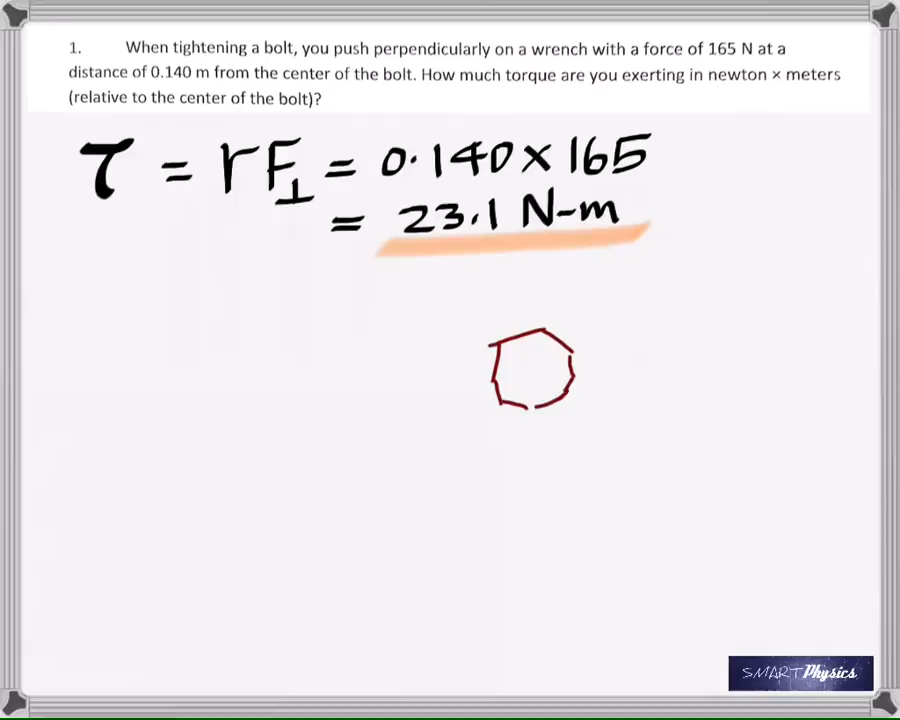 1. When tightening a bolt, you push perpendicularly on a wrench with a force of 165 N at a
distance of 0.140 m from the center of the bolt. How much torque are you exerting in newton × meters
(relative to the center of the bolt)?
τ = rF⊥ = 0.140 × 165
= 23.1 N-m
SMART Physics